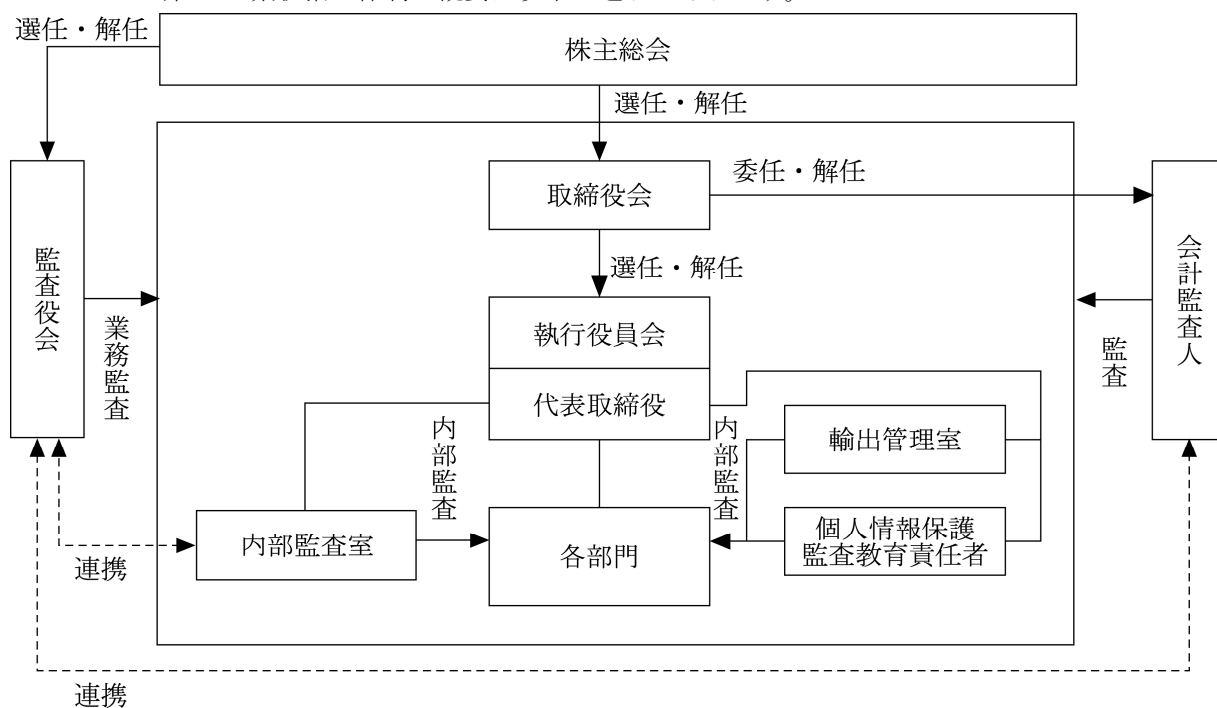 選任・解任
株主総会
選任・解任
取締役会
委任・解任
監査役会
会計監査人
選任・解任
業務監査
執行役員会
監査
代表取締役
内部監査
内部監査
輸出管理室
内部監査室
各部門
個人情報保護
監査教育責任者
連携
連携